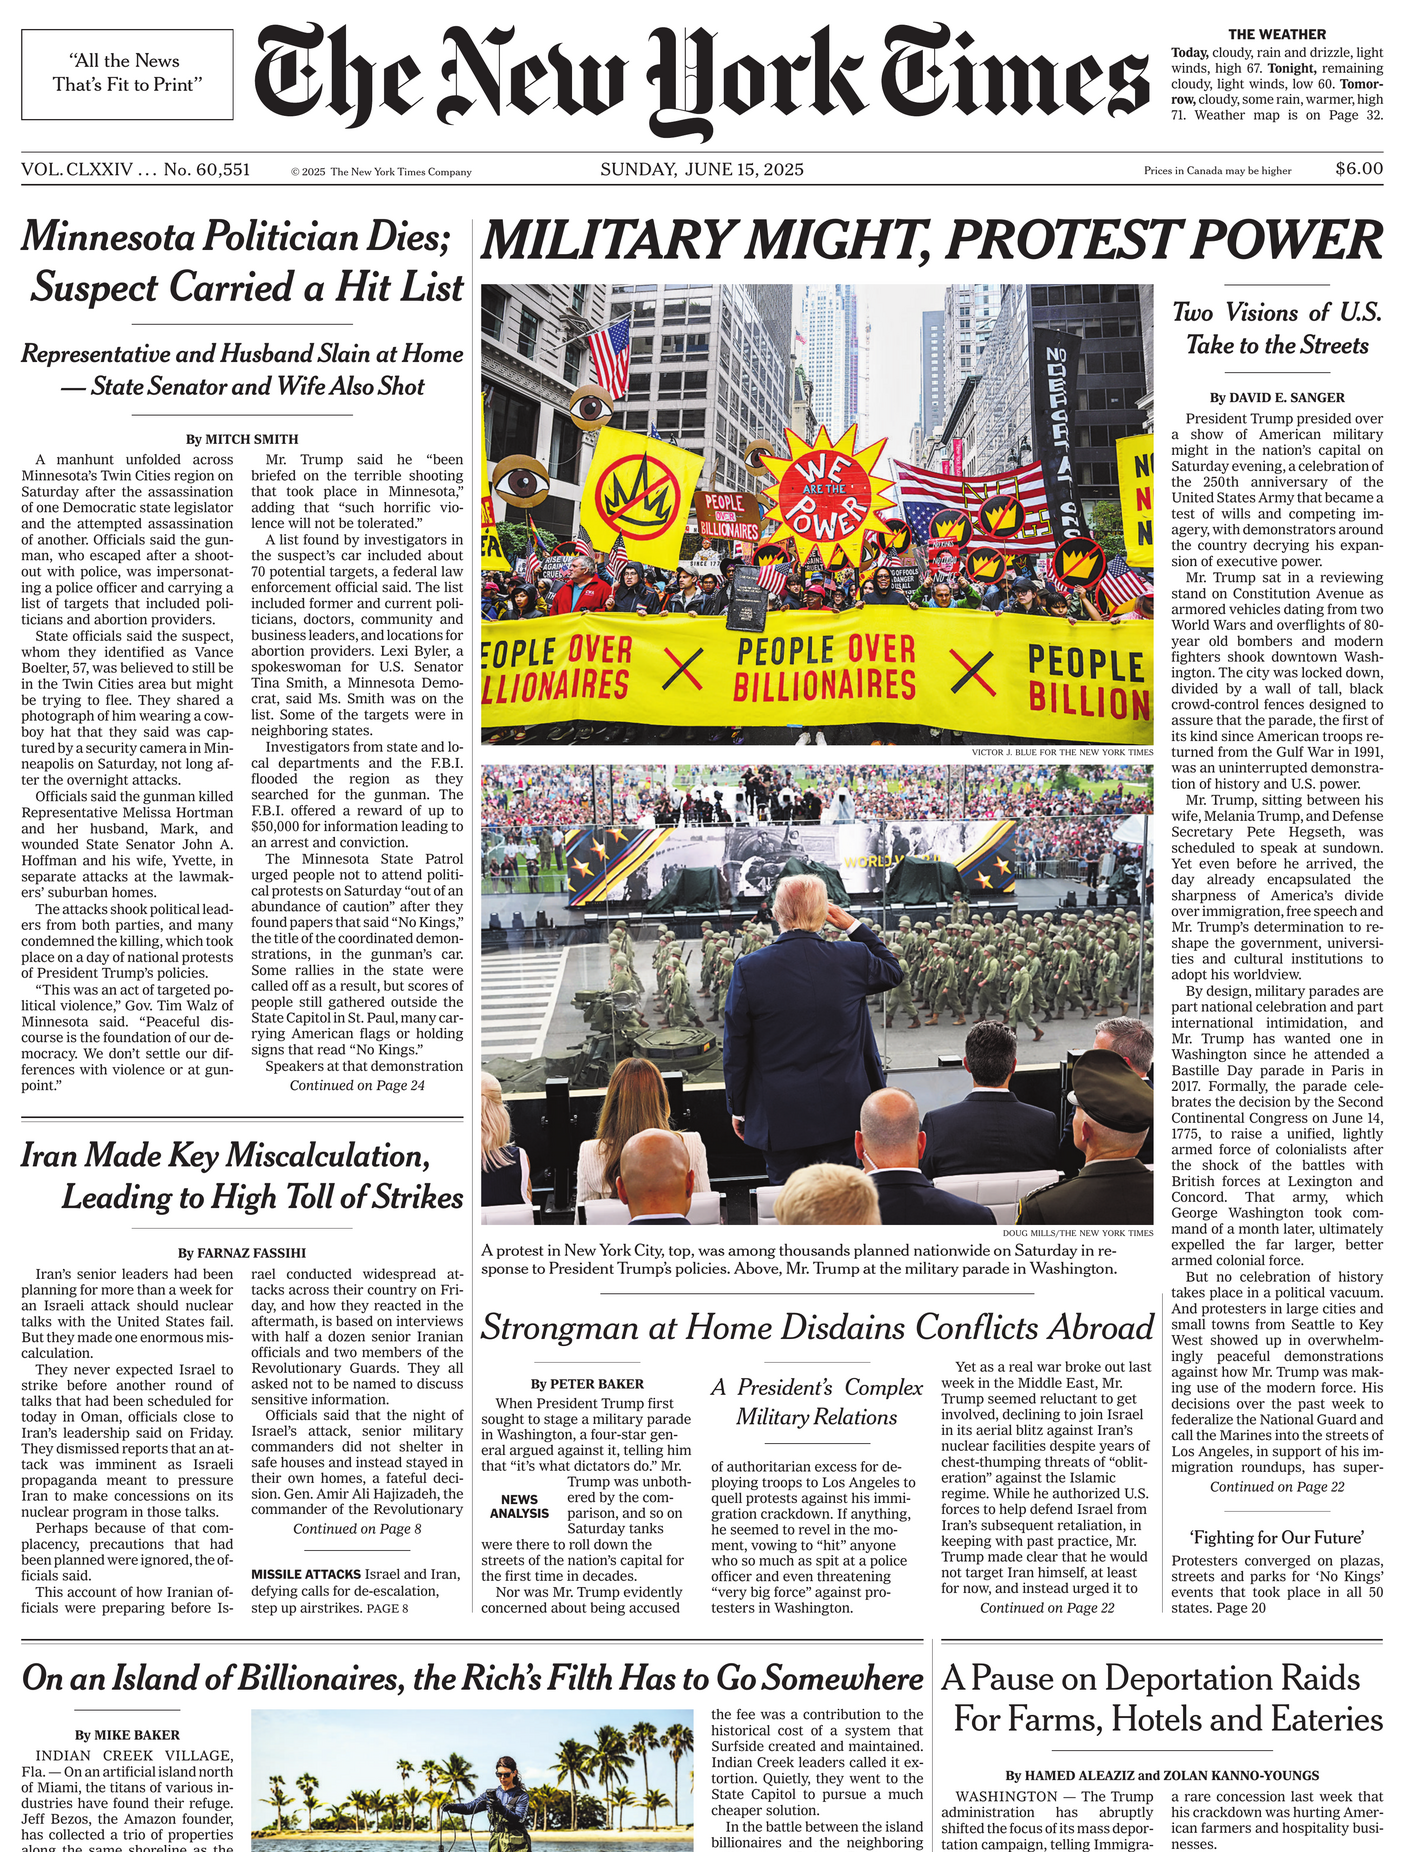 “All the News
That’s Fit to Print”
The New York Times
THE WEATHER
Today, cloudy, rain and drizzle, light
winds, high 67. Tonight, remaining
cloudy, light winds, low 60. Tomor-
row, cloudy, some rain, warmer, high
71. Weather map is on Page 32.
VOL. CLXXIV ... No. 60,551
© 2025 The New York Times Company
SUNDAY, JUNE 15, 2025
Prices in Canada may be higher
$6.00
Minnesota Politician Dies;
Suspect Carried a Hit List
Representative and Husband Slain at Home
— State Senator and Wife Also Shot
By MITCH SMITH
A manhunt unfolded across
Minnesota’s Twin Cities region on
Saturday after the assassination
of one Democratic state legislator
and the attempted assassination
of another. Officials said the gun-
man, who escaped after a shoot-
out with police, was impersonat-
ing a police officer and carrying a
list of targets that included poli-
ticians and abortion providers.
State officials said the suspect,
whom they identified as Vance
Boelter, 57, was believed to still be
in the Twin Cities area but might
be trying to flee. They shared a
photograph of him wearing a cow-
boy hat that they said was cap-
tured by a security camera in Min-
neapolis on Saturday, not long af-
ter the overnight attacks.
Officials said the gunman killed
Representative Melissa Hortman
and her husband, Mark, and
wounded State Senator John A.
Hoffman and his wife, Yvette, in
separate attacks at the lawmak-
ers’ suburban homes.
The attacks shook political lead-
ers from both parties, and many
condemned the killing, which took
place on a day of national protests
of President Trump’s policies.
“This was an act of targeted po-
litical violence,” Gov. Tim Walz of
Minnesota said. “Peaceful dis-
course is the foundation of our de-
mocracy. We don’t settle our dif-
ferences with violence or at gun-
point.”
Mr. Trump said he “been
briefed on the terrible shooting
that took place in Minnesota,”
adding that “such horrific vio-
lence will not be tolerated.”
A list found by investigators in
the suspect’s car included about
70 potential targets, a federal law
enforcement official said. The list
included former and current poli-
ticians, doctors, community and
business leaders, and locations for
abortion providers. Lexi Byler, a
spokeswoman for U.S. Senator
Tina Smith, a Minnesota Demo-
crat, said Ms. Smith was on the
list. Some of the targets were in
neighboring states.
Investigators from state and lo-
cal departments and the F.B.I.
flooded the region as they
searched for the gunman. The
F.B.I. offered a reward of up to
$50,000 for information leading to
an arrest and conviction.
The Minnesota State Patrol
urged people not to attend politi-
cal protests on Saturday “out of an
abundance of caution” after they
found papers that said “No Kings,”
the title of the coordinated demon-
strations, in the gunman’s car.
Some rallies in the state were
called off as a result, but scores of
people still gathered outside the
State Capitol in St. Paul, many car-
rying American flags or holding
signs that read “No Kings.”
Speakers at that demonstration
Continued on Page 24
MILITARY MIGHT, PROTEST POWER
WE
ARE THE
POWER
PEOPLE
OVER
BILLIONAIRES
EOPLE OVER
LLIONAIRES
PEOPLE OVER
BILLIONAIRES
PEOPLE
BILLION
VICTOR J. BLUE FOR THE NEW YORK TIMES
DOUG MILLS/THE NEW YORK TIMES
A protest in New York City, top, was among thousands planned nationwide on Saturday in re-
sponse to President Trump’s policies. Above, Mr. Trump at the military parade in Washington.
Two Visions of U.S.
Take to the Streets
By DAVID E. SANGER
President Trump presided over
a show of American military
might in the nation’s capital on
Saturday evening, a celebration of
the 250th anniversary of the
United States Army that became a
test of wills and competing im-
agery, with demonstrators around
the country decrying his expan-
sion of executive power.
Mr. Trump sat in a reviewing
stand on Constitution Avenue as
armored vehicles dating from two
World Wars and overflights of 80-
year old bombers and modern
fighters shook downtown Wash-
ington. The city was locked down,
divided by a wall of tall, black
crowd-control fences designed to
assure that the parade, the first of
its kind since American troops re-
turned from the Gulf War in 1991,
was an uninterrupted demonstra-
tion of history and U.S. power.
Mr. Trump, sitting between his
wife, Melania Trump, and Defense
Secretary Pete Hegseth, was
scheduled to speak at sundown.
Yet even before he arrived, the
day already encapsulated the
sharpness of America’s divide
over immigration, free speech and
Mr. Trump’s determination to re-
shape the government, universi-
ties and cultural institutions to
adopt his worldview.
By design, military parades are
part national celebration and part
international intimidation, and
Mr. Trump has wanted one in
Washington since he attended a
Bastille Day parade in Paris in
2017. Formally, the parade cele-
brates the decision by the Second
Continental Congress on June 14,
1775, to raise a unified, lightly
armed force of colonialists after
the shock of the battles with
British forces at Lexington and
Concord. That army, which
George Washington took com-
mand of a month later, ultimately
expelled the far larger, better
armed colonial force.
But no celebration of history
takes place in a political vacuum.
And protesters in large cities and
small towns from Seattle to Key
West showed up in overwhelm-
ingly peaceful demonstrations
against how Mr. Trump was mak-
ing use of the modern force. His
decisions over the past week to
federalize the National Guard and
call the Marines into the streets of
Los Angeles, in support of his im-
migration roundups, has super-
Continued on Page 22
‘Fighting for Our Future’
Protesters converged on plazas,
streets and parks for ‘No Kings’
events that took place in all 50
states. Page 20
Iran Made Key Miscalculation,
Leading to High Toll of Strikes
By FARNAZ FASSIHI
Iran’s senior leaders had been
planning for more than a week for
an Israeli attack should nuclear
talks with the United States fail.
But they made one enormous mis-
calculation.
They never expected Israel to
strike before another round of
talks that had been scheduled for
today in Oman, officials close to
Iran’s leadership said on Friday.
They dismissed reports that an at-
tack was imminent as Israeli
propaganda meant to pressure
Iran to make concessions on its
nuclear program in those talks.
Perhaps because of that com-
placency, precautions that had
been planned were ignored, the of-
ficials said.
This account of how Iranian of-
ficials were preparing before Is-
rael conducted widespread at-
tacks across their country on Fri-
day, and how they reacted in the
aftermath, is based on interviews
with half a dozen senior Iranian
officials and two members of the
Revolutionary Guards. They all
asked not to be named to discuss
sensitive information.
Officials said that the night of
Israel’s attack, senior military
commanders did not shelter in
safe houses and instead stayed in
their own homes, a fateful deci-
sion. Gen. Amir Ali Hajizadeh, the
commander of the Revolutionary
Continued on Page 8
MISSILE ATTACKS Israel and Iran,
defying calls for de-escalation,
step up airstrikes. PAGE 8
Strongman at Home Disdains Conflicts Abroad
By PETER BAKER
When President Trump first
sought to stage a military parade
in Washington, a four-star gen-
eral argued against it, telling him
that “it’s what dictators do.” Mr.
Trump was unboth-
ered by the com-
parison, and so on
Saturday tanks
NEWS
ANALYSIS
were there to roll down the
streets of the nation’s capital for
the first time in decades.
Nor was Mr. Trump evidently
concerned about being accused
A President’s Complex
Military Relations
of authoritarian excess for de-
ploying troops to Los Angeles to
quell protests against his immi-
gration crackdown. If anything,
he seemed to revel in the mo-
ment, vowing to “hit” anyone
who so much as spit at a police
officer and even threatening
“very big force” against pro-
testers in Washington.
Yet as a real war broke out last
week in the Middle East, Mr.
Trump seemed reluctant to get
involved, declining to join Israel
in its aerial blitz against Iran’s
nuclear facilities despite years of
chest-thumping threats of “oblit-
eration” against the Islamic
regime. While he authorized U.S.
forces to help defend Israel from
Iran’s subsequent retaliation, in
keeping with past practice, Mr.
Trump made clear that he would
not target Iran himself, at least
for now, and instead urged it to
Continued on Page 22
On an Island of Billionaires, the Rich’s Filth Has to Go Somewhere
By MIKE BAKER
INDIAN CREEK VILLAGE,
Fla. — On an artificial island north
of Miami, the titans of various in-
dustries have found their refuge.
Jeff Bezos, the Amazon founder,
has collected a trio of properties
along the same shoreline as the
the fee was a contribution to the
historical cost of a system that
Surfside created and maintained.
Indian Creek leaders called it ex-
tortion. Quietly, they went to the
State Capitol to pursue a much
cheaper solution.
In the battle between the island
billionaires and the neighboring
A Pause on Deportation Raids
For Farms, Hotels and Eateries
By HAMED ALEAZIZ and ZOLAN KANNO-YOUNGS
WASHINGTON — The Trump
administration has abruptly
shifted the focus of its mass depor-
tation campaign, telling Immigra-
a rare concession last week that
his crackdown was hurting Amer-
ican farmers and hospitality busi-
nesses.